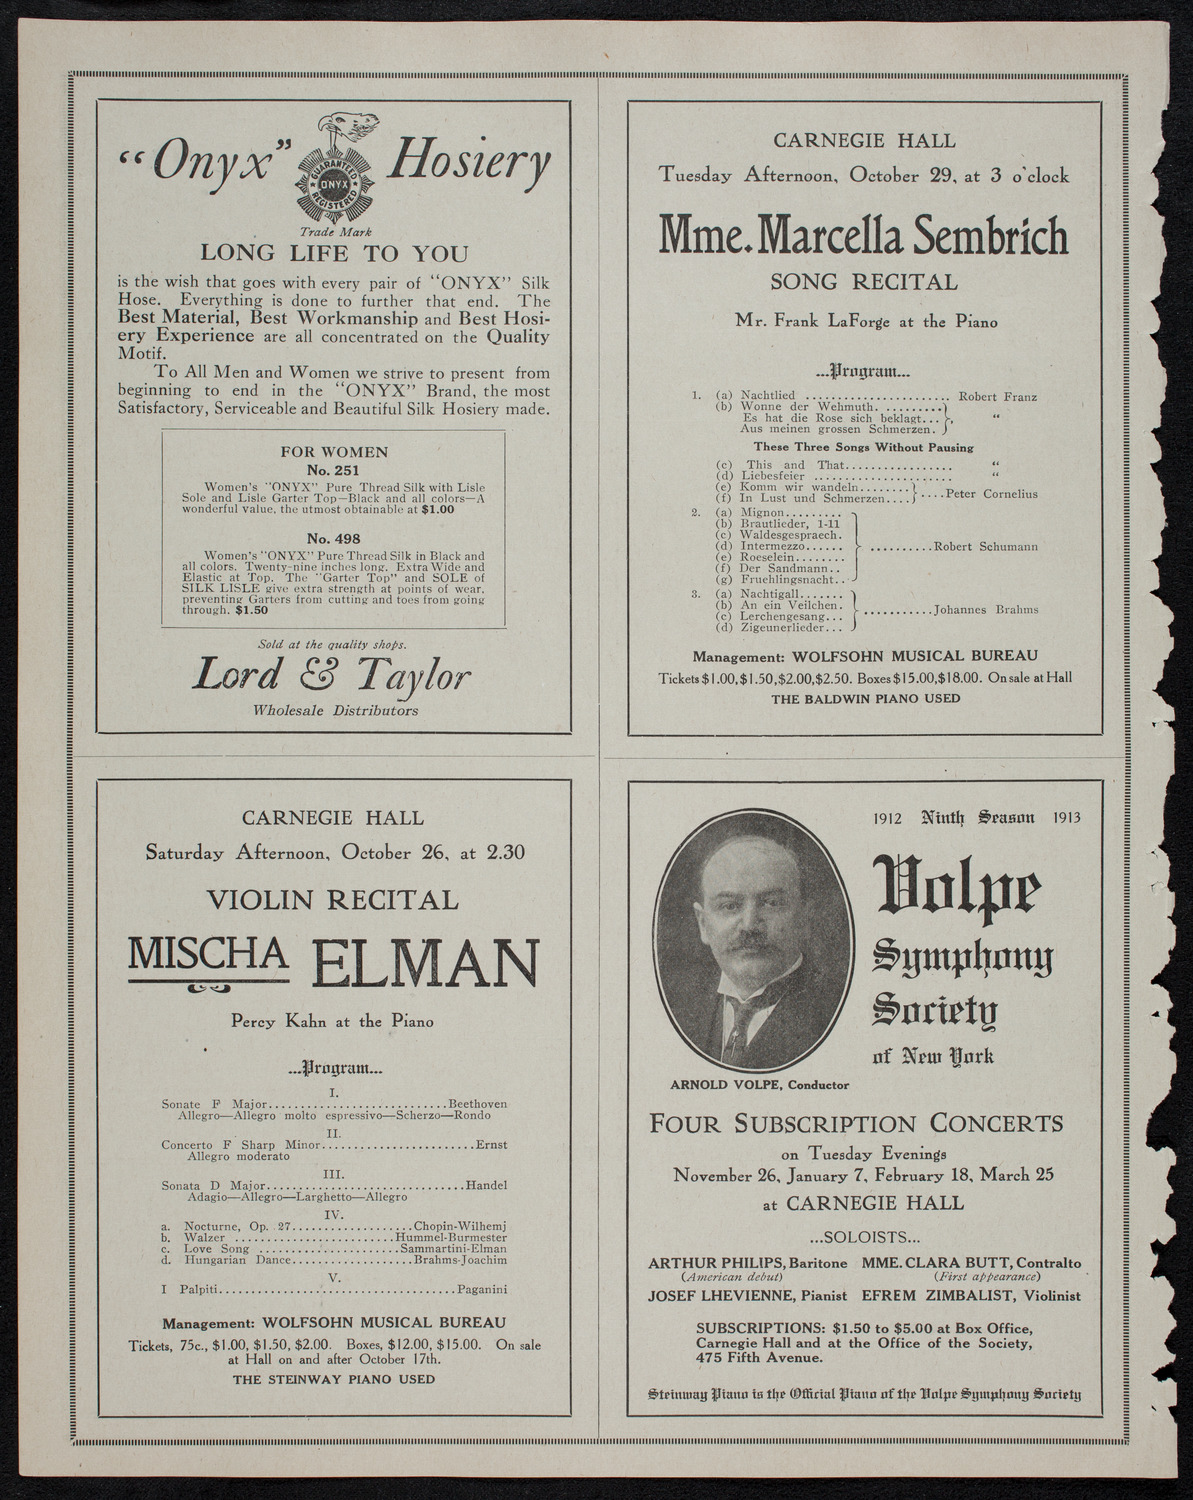 "Onyx" Hosiery
GUARANTEED
ONYX
REGISTERED
Trade Mark
LONG LIFE TO YOU
is the wish that goes with every pair of "ONYX" Silk
Hose. Everything is done to further that end. The
Best Material, Best Workmanship and Best Hosi-
ery Experience are all concentrated on the Quality
Motif.
To All Men and Women we strive to present from
beginning to end in the "ONYX" Brand, the most
Satisfactory, Serviceable and Beautiful Silk Hosiery made.
FOR WOMEN
No. 251
Women's "ONYX" Pure Thread Silk with Lisle
Sole and Lisle Garter Top—Black and all colors—A
wonderful value, the utmost obtainable at $1.00
No. 498
Women's "ONYX" Pure Thread Silk in Black and
all colors. Twenty-nine inches long. Extra Wide and
Elastic at Top. The "Garter Top" and SOLE of
SILK LISLE give extra strength at points of wear,
preventing Garters from cutting and toes from going
through. $1.50
Sold at the quality shops.
Lord & Taylor
Wholesale Distributors
CARNEGIE HALL
Tuesday Afternoon, October 29, at 3 o'clock
Mme. Marcella Sembrich
SONG RECITAL
Mr. Frank LaForge at the Piano
...Program...
1. (a) Nachtlied ...................... Robert Franz
(b) Wonne der Wehmuth. .........
Es hat die Rose sich beklagt... "
Aus meinen grossen Schmerzen.
These Three Songs Without Pausing
(c) This and That................. "
(d) Liebesfeier ..................... "
(e) Komm wir wandeln........
(f) In Lust und Schmerzen.... ....Peter Cornelius
2. (a) Mignon.........
(b) Brautlieder, 1-11
(c) Waldesgespraech.
(d) Intermezzo...... ..........Robert Schumann
(e) Roeselein........
(f) Der Sandmann..
(g) Fruehlingsnacht..
3. (a) Nachtigall.......
(b) An ein Veilchen. ...........Johannes Brahms
(c) Lerchengesang...
(d) Zigeunerlieder...
Management: WOLFSOHN MUSICAL BUREAU
Tickets $1.00, $1.50, $2.00, $2.50. Boxes $15.00, $18.00. On sale at Hall
THE BALDWIN PIANO USED
CARNEGIE HALL
Saturday Afternoon, October 26, at 2.30
VIOLIN RECITAL
MISCHA ELMAN
Percy Kahn at the Piano
...Program...
I.
Sonate F Major...........................Beethoven
Allegro—Allegro molto espressivo—Scherzo—Rondo
II.
Concerto F Sharp Minor.......................Ernst
Allegro moderato
III.
Sonata D Major..............................Handel
Adagio—Allegro—Larghetto—Allegro
IV.
a. Nocturne, Op. 27...................Chopin-Wilhemj
b. Walzer ........................Hummel-Burmester
c. Love Song .....................Sammartini-Elman
d. Hungarian Dance..................Brahms-Joachim
V.
I Palpiti....................................Paganini
Management: WOLFSOHN MUSICAL BUREAU
Tickets, 75c., $1.00, $1.50, $2.00. Boxes, $12.00, $15.00. On sale
at Hall on and after October 17th.
THE STEINWAY PIANO USED
1912 Ninth Season 1913
Volpe
Symphony
Society
of New York
ARNOLD VOLPE, Conductor
FOUR SUBSCRIPTION CONCERTS
on Tuesday Evenings
November 26, January 7, February 18, March 25
at CARNEGIE HALL
...SOLOISTS...
ARTHUR PHILIPS, Baritone MME. CLARA BUTT, Contralto
(American debut) (First appearance)
JOSEF LHEVIENNE, Pianist EFREM ZIMBALIST, Violinist
SUBSCRIPTIONS: $1.50 to $5.00 at Box Office,
Carnegie Hall and at the Office of the Society,
475 Fifth Avenue.
Steinway Piano is the Official Piano of the Volpe Symphony Society